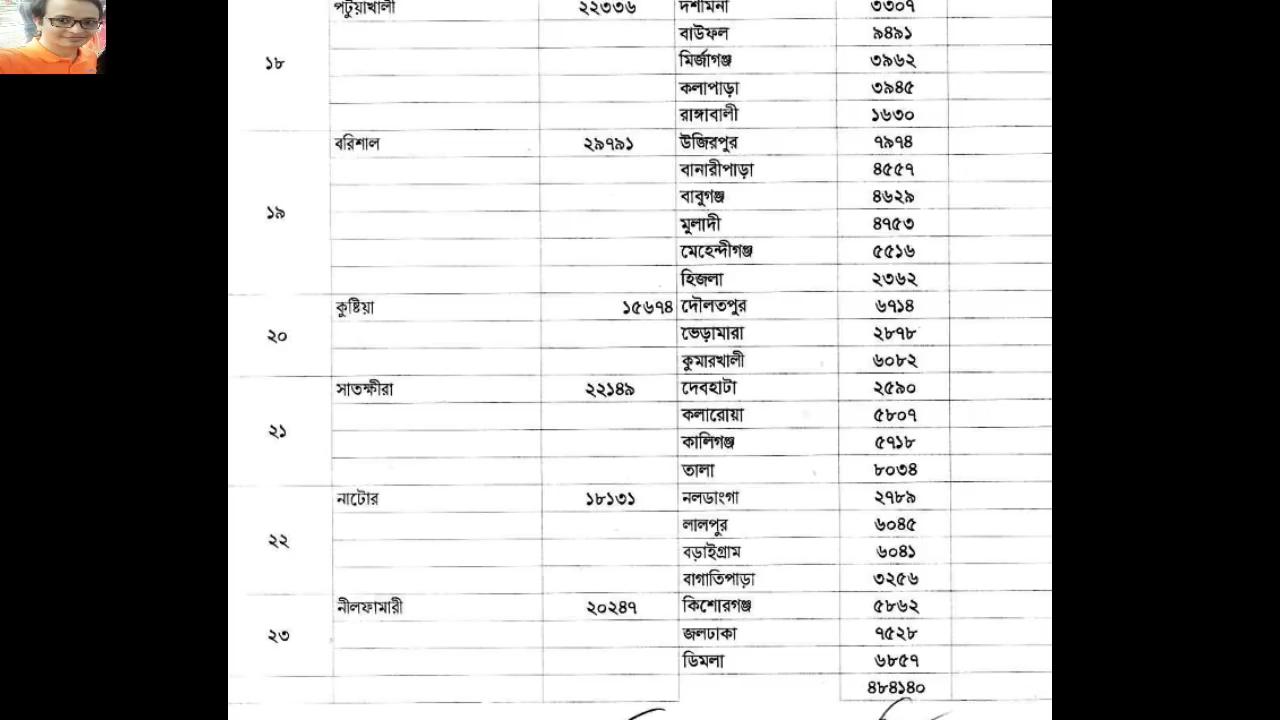 পটুয়াখালী ২২৩৩৬ দশমিনা ৩৩০৭
বাউফল ৯৪৯১
১৮ মির্জাগঞ্জ ৩৯৬২
কলাপাড়া ৩৯৪৫
রাঙ্গাবালী ১৬৩০
বরিশাল ২৯৭৯১ উজিরপুর ৭৯৭৪
বানারীপাড়া ৪৫৫৭
বাবুগঞ্জ ৪৬২৯
১৯ মুলাদী ৪৭৫৩
মেহেন্দীগঞ্জ ৫৫১৬
হিজলা ২৩৬২
কুষ্টিয়া ১৫৬৭৪ দৌলতপুর ৬৭১৪
২০ ভেড়ামারা ২৮৭৮
কুমারখালী ৬০৮২
সাতক্ষীরা ২২১৪৯ দেবহাটা ২৫৯০
কলারোয়া ৫৮০৭
২১ কালিগঞ্জ ৫৭১৮
তালা ৮০৩৪
নাটোর ১৮১৩১ নলডাংগা ২৭৮৯
লালপুর ৬০৪৫
২২ বড়াইগ্রাম ৬০৪১
বাগাতিপাড়া ৩২৫৬
নীলফামারী ২০২৪৭ কিশোরগঞ্জ ৫৮৬২
২৩ জলঢাকা ৭৫২৮
ডিমলা ৬৮৫৭
৪৮৪১৪০